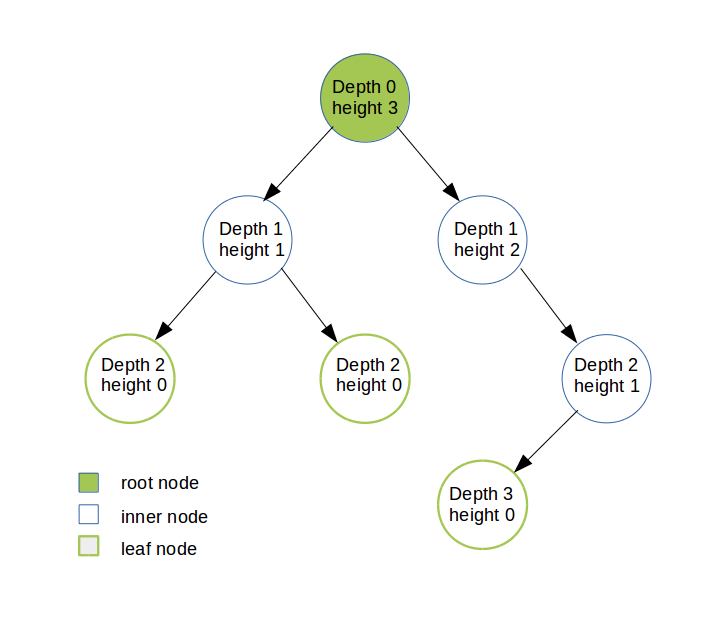 Depth 0
height 3
Depth 1
height 1
Depth 1
height 2
Depth 2
height 0
Depth 2
height 0
Depth 2
height 1
Depth 3
height 0
root node
inner node
leaf node